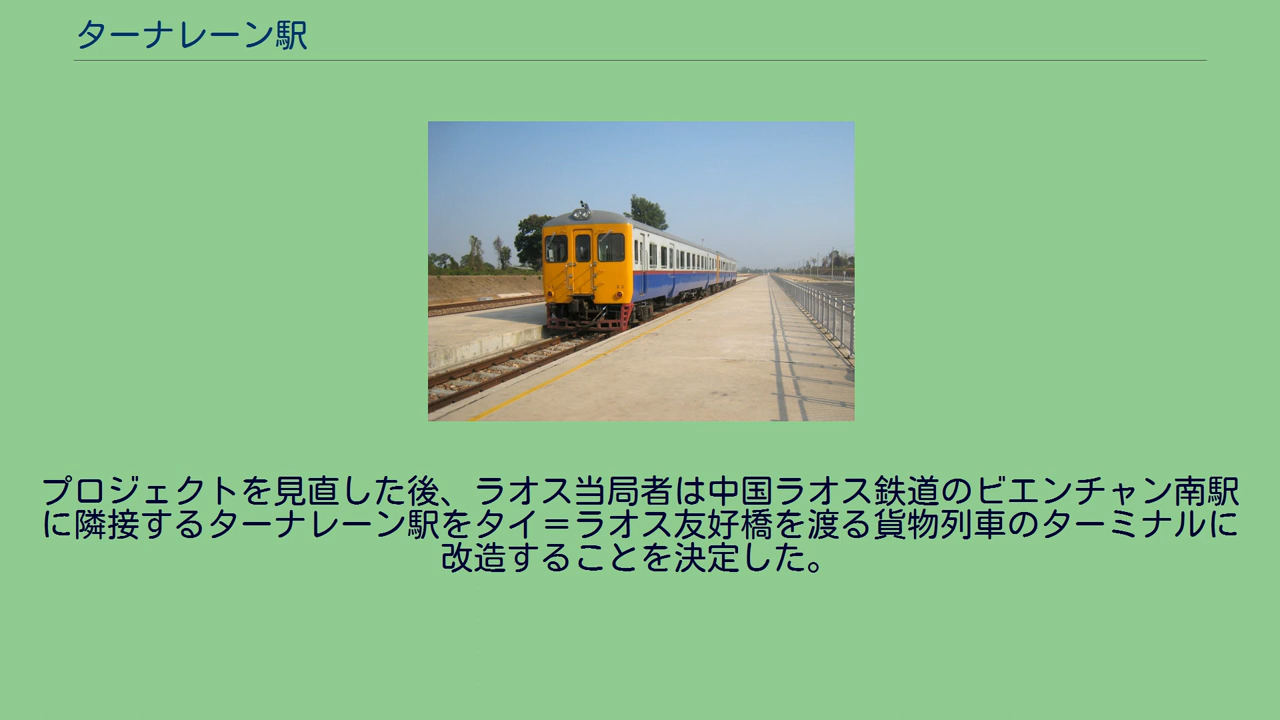 ターナレーン駅
プロジェクトを見直した後、ラオス当局者は中国ラオス鉄道のビエンチャン南駅
に隣接するターナレーン駅をタイ＝ラオス友好橋を渡る貨物列車のターミナルに
改造することを決定した。